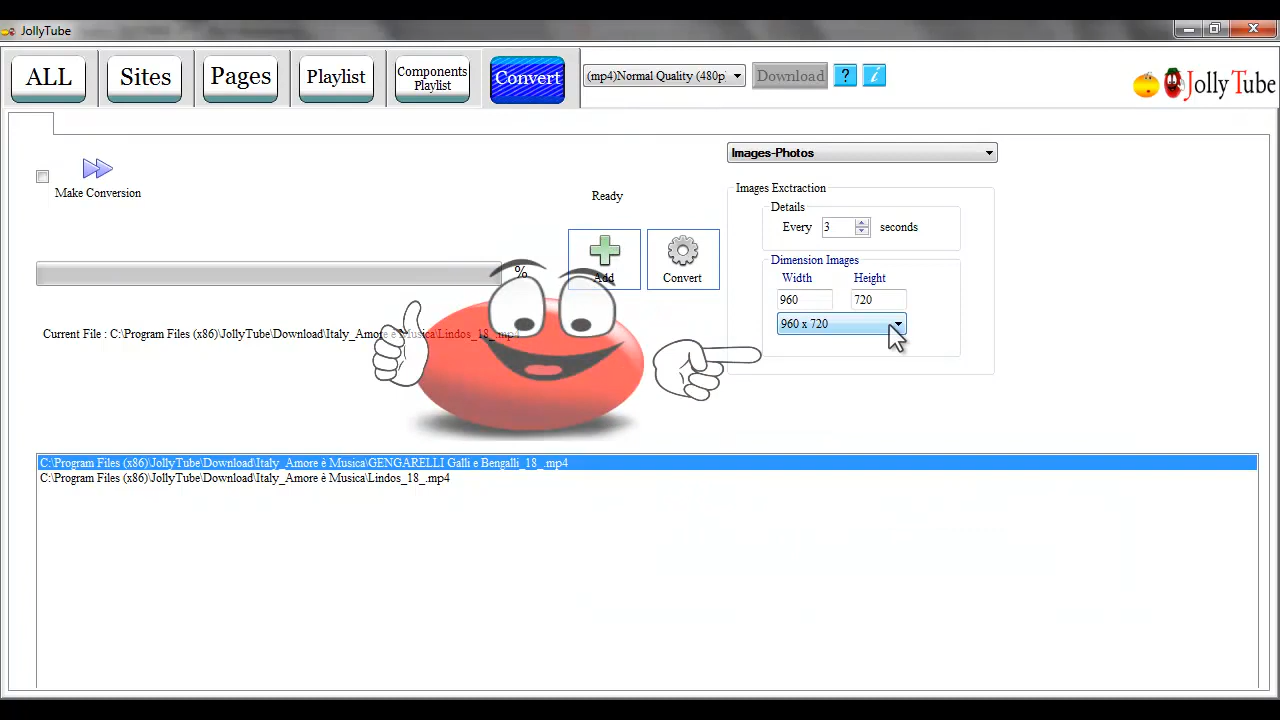 JollyTube
ALL
Sites
Pages
Playlist
Components
Playlist
Convert
(mp4)Normal Quality (480p)
Download
?
i
Jolly Tube
Make Conversion
Ready
Images-Photos
Images Exctraction
Details
Every 3 seconds
Add
Convert
%
Dimension Images
Width Height
960 720
960 x 720
Current File : C:\Program Files (x86)\JollyTube\Download\Italy_Amore è Musica\Lindos_18_.mp4
C:\Program Files (x86)\JollyTube\Download\Italy_Amore è Musica\GENGARELLI Galli e Bengalli_18_.mp4
C:\Program Files (x86)\JollyTube\Download\Italy_Amore è Musica\Lindos_18_.mp4